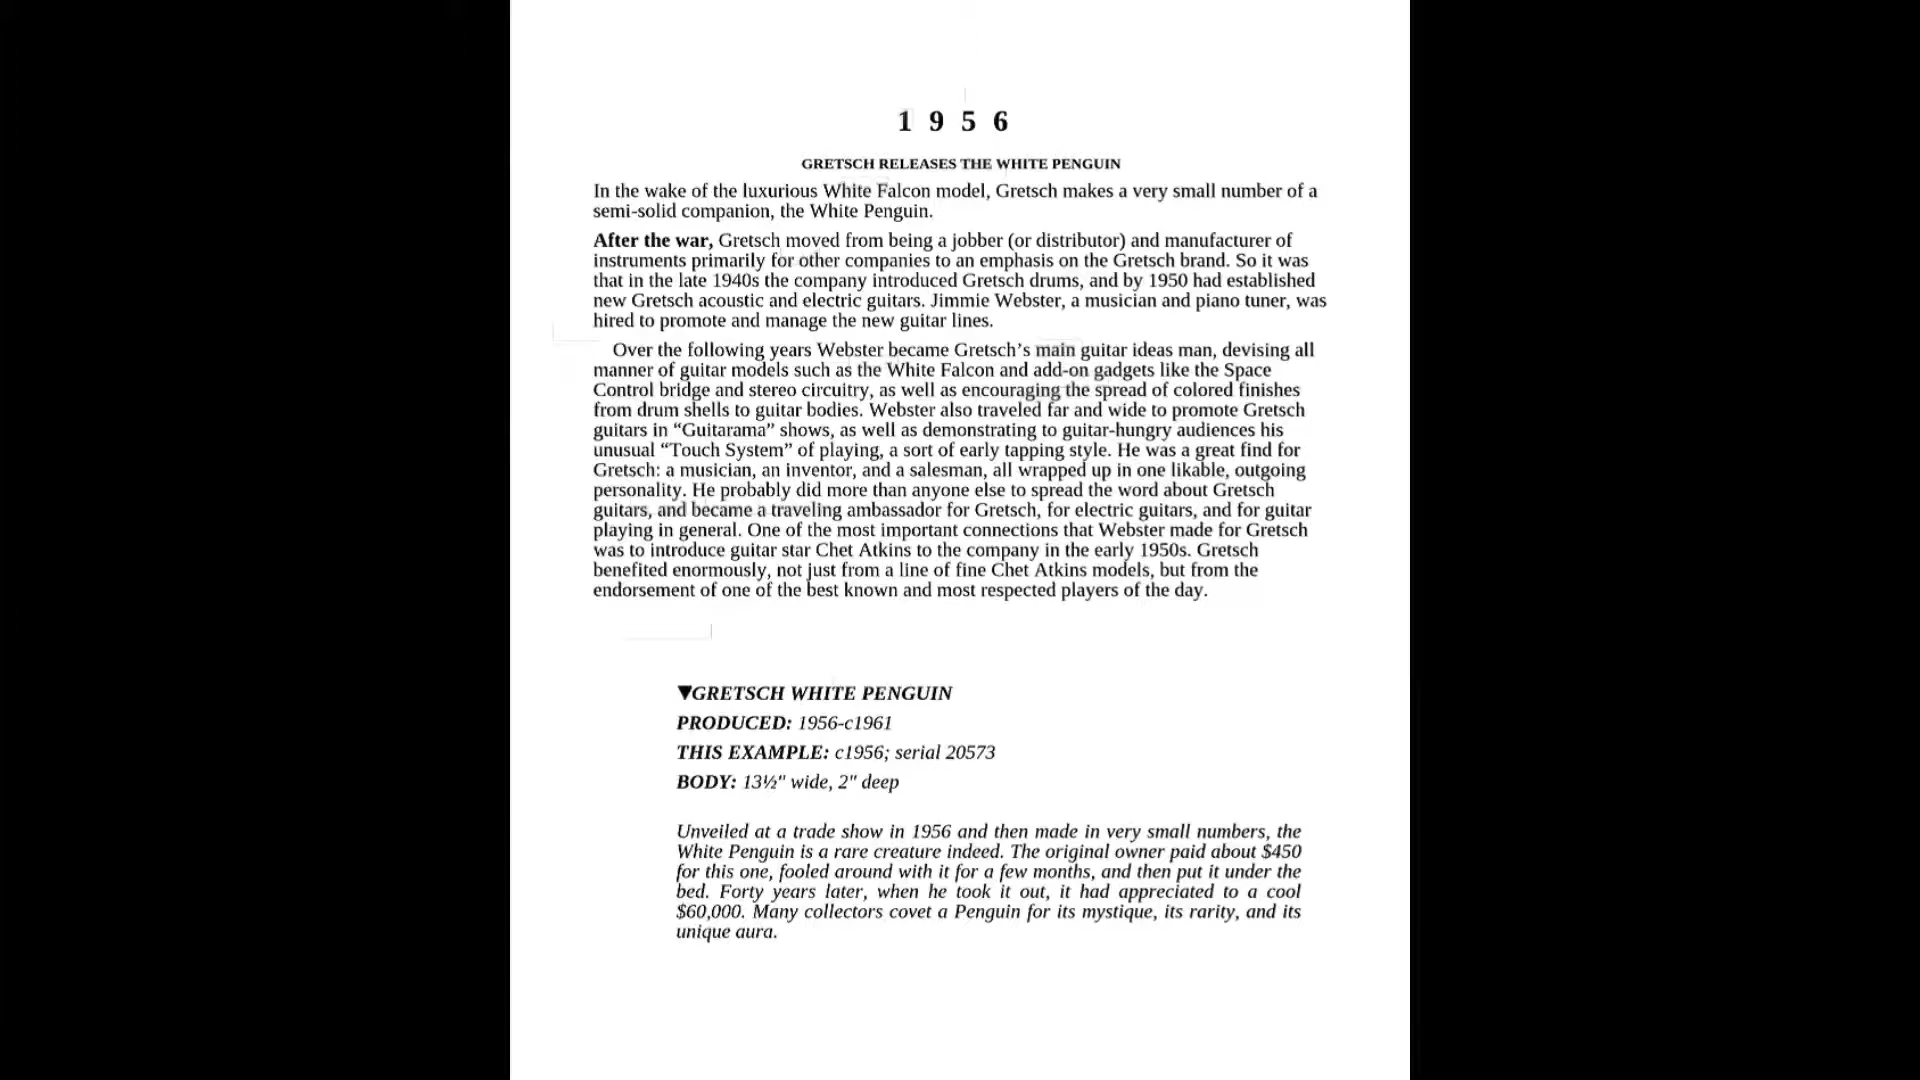 1 9 5 6
GRETSCH RELEASES THE WHITE PENGUIN
In the wake of the luxurious White Falcon model, Gretsch makes a very small number of a
semi-solid companion, the White Penguin.
After the war, Gretsch moved from being a jobber (or distributor) and manufacturer of
instruments primarily for other companies to an emphasis on the Gretsch brand. So it was
that in the late 1940s the company introduced Gretsch drums, and by 1950 had established
new Gretsch acoustic and electric guitars. Jimmie Webster, a musician and piano tuner, was
hired to promote and manage the new guitar lines.
Over the following years Webster became Gretsch’s main guitar ideas man, devising all
manner of guitar models such as the White Falcon and add-on gadgets like the Space
Control bridge and stereo circuitry, as well as encouraging the spread of colored finishes
from drum shells to guitar bodies. Webster also traveled far and wide to promote Gretsch
guitars in “Guitarama” shows, as well as demonstrating to guitar-hungry audiences his
unusual “Touch System” of playing, a sort of early tapping style. He was a great find for
Gretsch: a musician, an inventor, and a salesman, all wrapped up in one likable, outgoing
personality. He probably did more than anyone else to spread the word about Gretsch
guitars, and became a traveling ambassador for Gretsch, for electric guitars, and for guitar
playing in general. One of the most important connections that Webster made for Gretsch
was to introduce guitar star Chet Atkins to the company in the early 1950s. Gretsch
benefited enormously, not just from a line of fine Chet Atkins models, but from the
endorsement of one of the best known and most respected players of the day.
▼GRETSCH WHITE PENGUIN
PRODUCED: 1956-c1961
THIS EXAMPLE: c1956; serial 20573
BODY: 13½" wide, 2" deep
Unveiled at a trade show in 1956 and then made in very small numbers, the
White Penguin is a rare creature indeed. The original owner paid about $450
for this one, fooled around with it for a few months, and then put it under the
bed. Forty years later, when he took it out, it had appreciated to a cool
$60,000. Many collectors covet a Penguin for its mystique, its rarity, and its
unique aura.